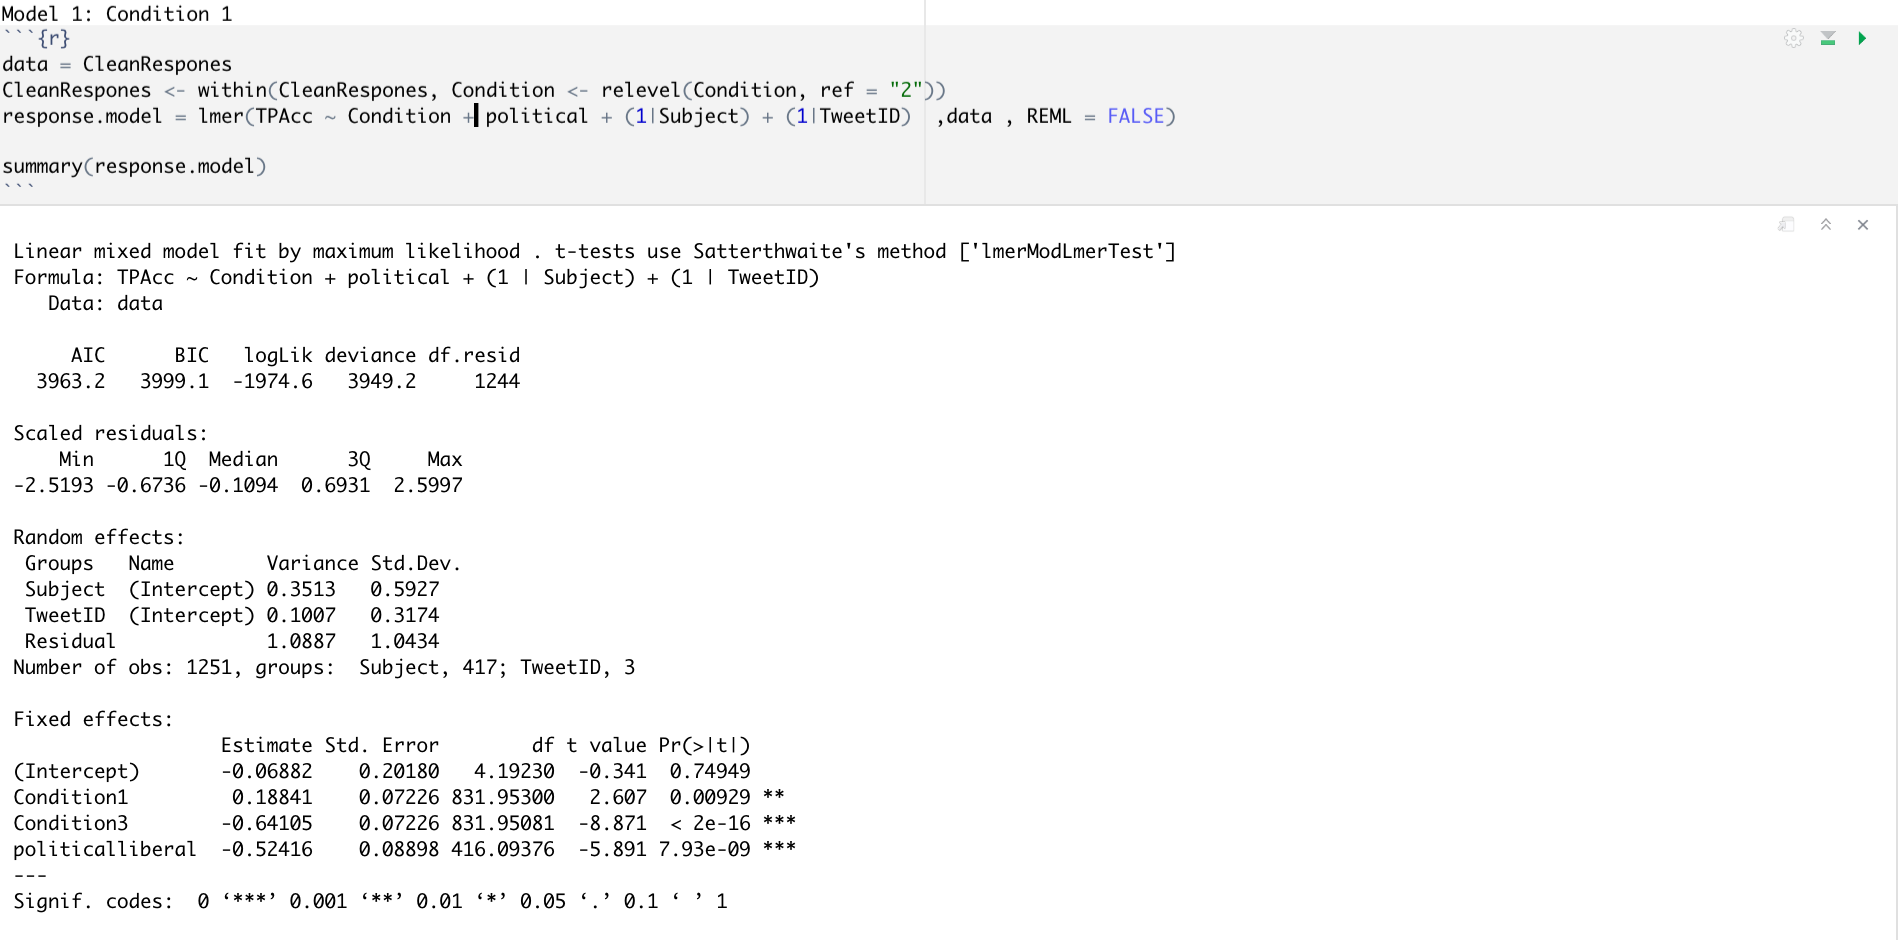 Model 1: Condition 1
```{r}
data = CleanRespones
CleanRespones <- within(CleanRespones, Condition <- relevel(Condition, ref = "2"))
response.model = lmer(TPAcc ~ Condition + political + (1|Subject) + (1|TweetID)  ,data , REML = FALSE)
summary(response.model)
```
Linear mixed model fit by maximum likelihood . t-tests use Satterthwaite's method ['lmerModLmerTest']
Formula: TPAcc ~ Condition + political + (1 | Subject) + (1 | TweetID)
   Data: data
     AIC      BIC   logLik deviance df.resid
  3963.2   3999.1  -1974.6   3949.2     1244
Scaled residuals:
    Min      1Q  Median      3Q     Max
-2.5193 -0.6736 -0.1094  0.6931  2.5997
Random effects:
 Groups   Name        Variance Std.Dev.
 Subject  (Intercept) 0.3513   0.5927
 TweetID  (Intercept) 0.1007   0.3174
 Residual             1.0887   1.0434
Number of obs: 1251, groups:  Subject, 417; TweetID, 3
Fixed effects:
                  Estimate Std. Error        df t value Pr(>|t|)
(Intercept)       -0.06882    0.20180   4.19230  -0.341  0.74949
Condition1         0.18841    0.07226 831.95300   2.607  0.00929 **
Condition3        -0.64105    0.07226 831.95081  -8.871  < 2e-16 ***
politicalliberal  -0.52416    0.08898 416.09376  -5.891 7.93e-09 ***
---
Signif. codes:  0 ‘***’ 0.001 ‘**’ 0.01 ‘*’ 0.05 ‘.’ 0.1 ‘ ’ 1